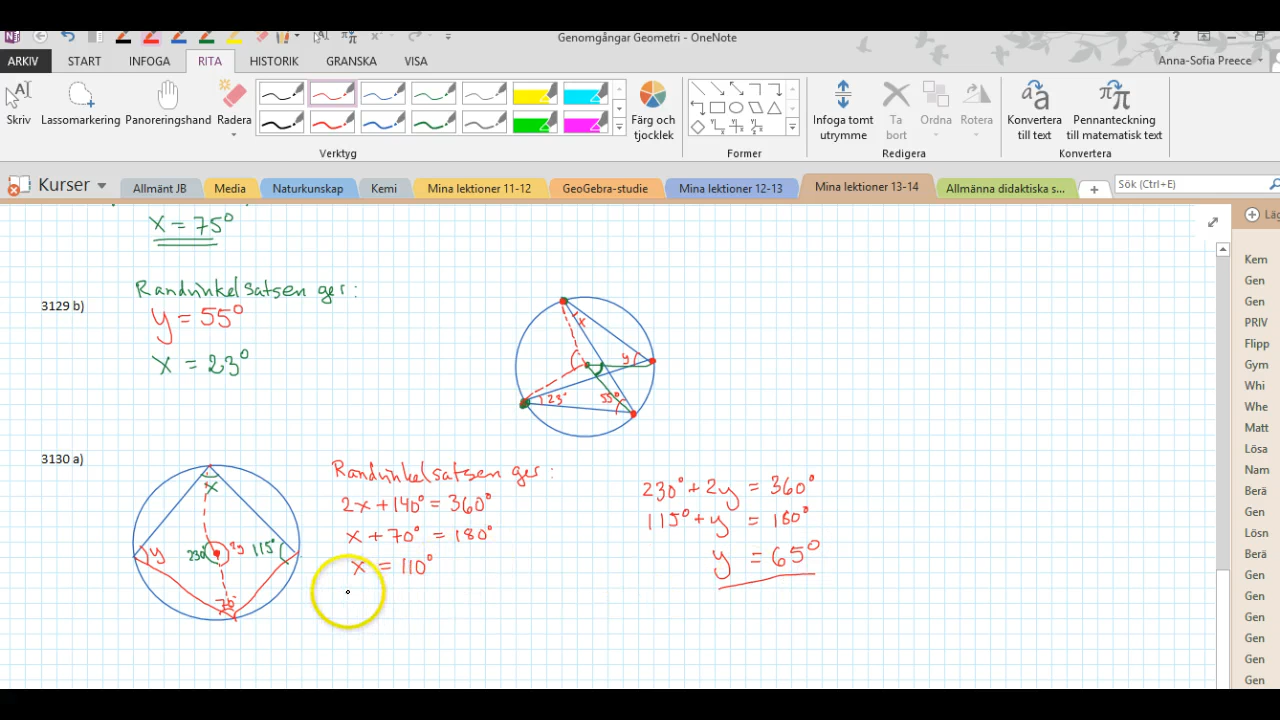 Genomgångar Geometri - OneNote
ARKIV START INFOGA RITA HISTORIK GRANSKA VISA
Anna-Sofia Preece
Skriv Lassomarkering Panoreringshand Radera
Färg och tjocklek
Infoga tomt utrymme
Ta bort
Ordna
Rotera
Konvertera till text
Pennanteckning till matematisk text
Verktyg Former Redigera Konvertera
Kurser Allmänt JB Media Naturkunskap Kemi Mina lektioner 11-12 GeoGebra-studie Mina lektioner 12-13 Mina lektioner 13-14 Allmänna didaktiska s... Sök (Ctrl+E)
x = 75°
Randvinkelsatsen ger:
3129 b)
y = 55°
x = 23°
x
y
23°
55°
3130 a)
x
y
230°
2y
115°
70°
Randvinkelsatsen ger:
2x + 140° = 360°
x + 70° = 180°
x = 110°
230° + 2y = 360°
115° + y = 180°
y = 65°
Läg
Kem
Gen
Gen
PRIV
Flipp
Gym
Whe
Matt
Lösn
Nam
Berä
Gen
Berä
Lösn
Berä
Gen
Gen
Gen
Gen
Gen